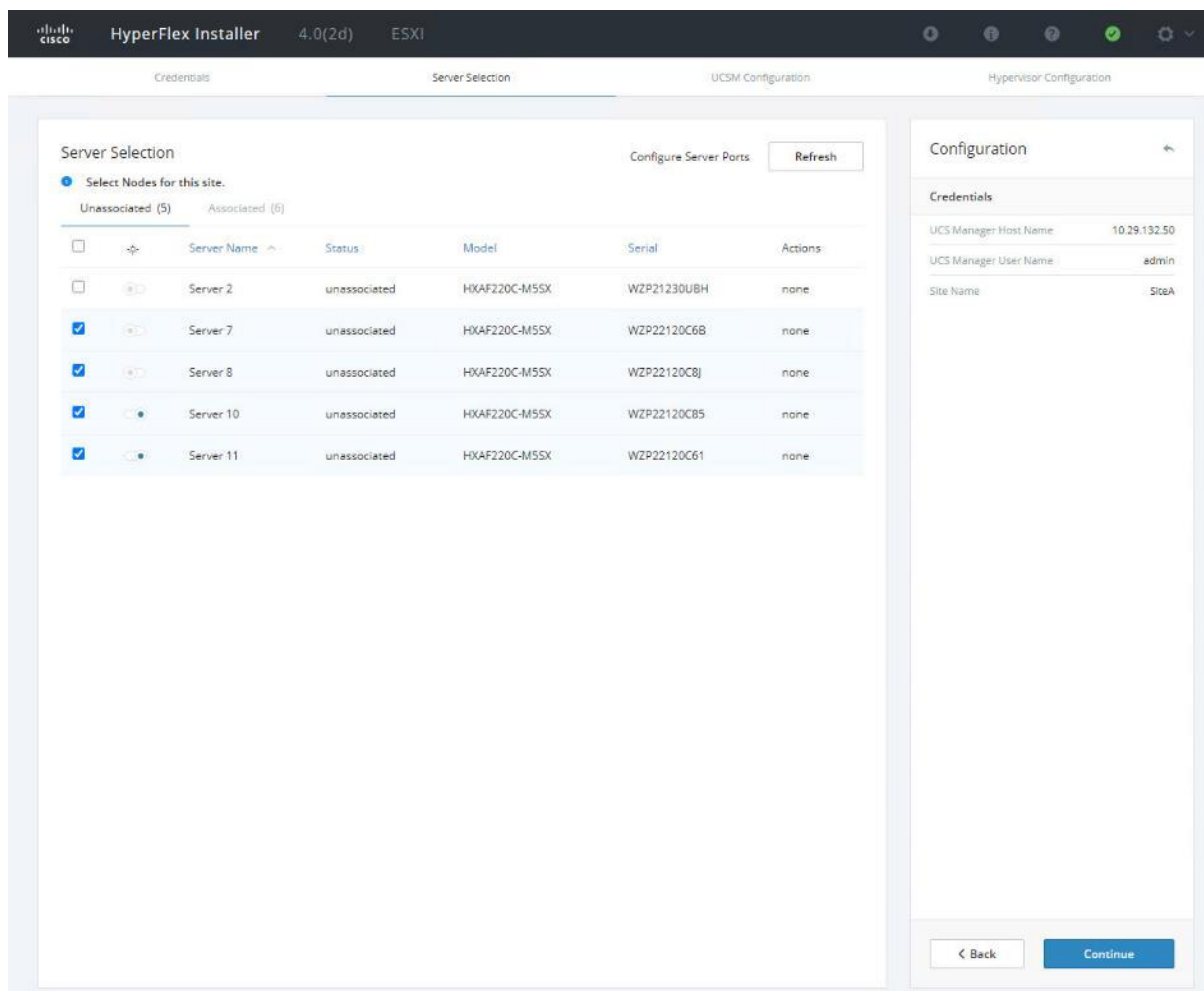 cisco HyperFlex Installer 4.0(2d) ESXI
Credentials Server Selection UCSM Configuration Hypervisor Configuration
Server Selection
Configure Server Ports Refresh
Select Nodes for this site.
Unassociated (5) Associated (6)
Server Name Status Model Serial Actions
Server 2 unassociated HXAF220C-M5SX WZP21230UBH none
Server 7 unassociated HXAF220C-M5SX WZP22120C6B none
Server 8 unassociated HXAF220C-M5SX WZP22120C8J none
Server 10 unassociated HXAF220C-M5SX WZP22120C85 none
Server 11 unassociated HXAF220C-M5SX WZP22120C61 none
Configuration
Credentials
UCS Manager Host Name 10.29.132.50
UCS Manager User Name admin
Site Name SiteA
< Back Continue